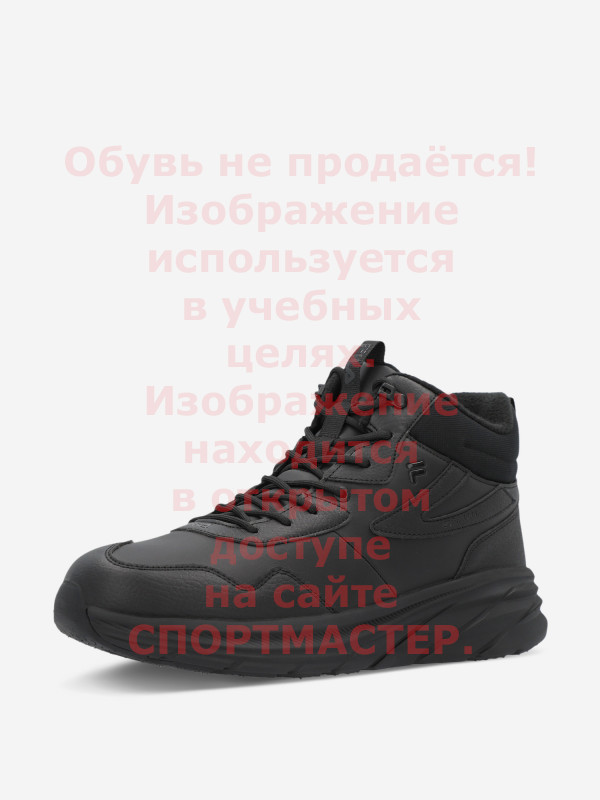 Обувь не продаётся!
Изображение
используется
в учебных
целях.
Изображение
находится
в открытом
доступе
на сайте
СПОРТМАСТЕР.